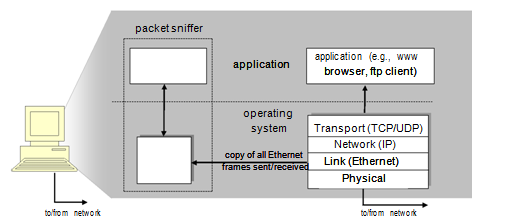 packet sniffer
application
application (e.g., www
browser, ftp client)
operating
system
Transport (TCP/UDP)
Network (IP)
Link (Ethernet)
Physical
copy of all Ethernet
frames sent/received
to/from network
to/from network